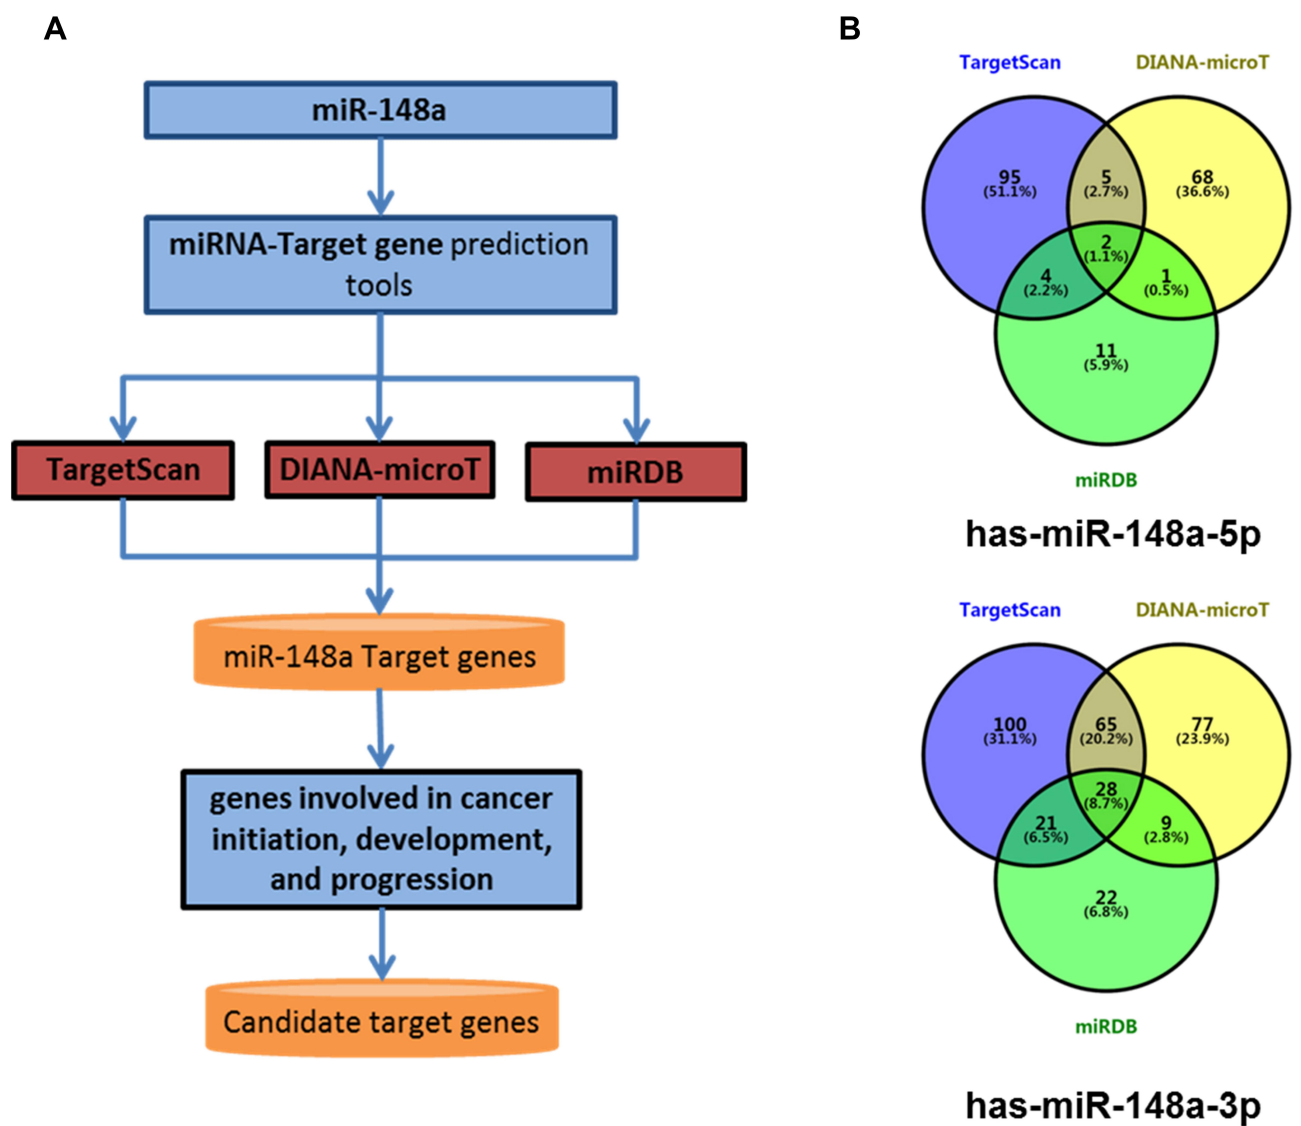 A
miR-148a
miRNA-Target gene prediction
tools
TargetScan
DIANA-microT
miRDB
miR-148a Target genes
genes involved in cancer
initiation, development,
and progression
Candidate target genes
B
TargetScan
DIANA-microT
95
(51.1%)
5
(2.7%)
68
(36.6%)
2
(1.1%)
4
(2.2%)
1
(0.5%)
11
(5.9%)
miRDB
has-miR-148a-5p
TargetScan
DIANA-microT
100
(31.1%)
65
(20.2%)
77
(23.9%)
28
(8.7%)
21
(6.5%)
9
(2.8%)
22
(6.8%)
miRDB
has-miR-148a-3p